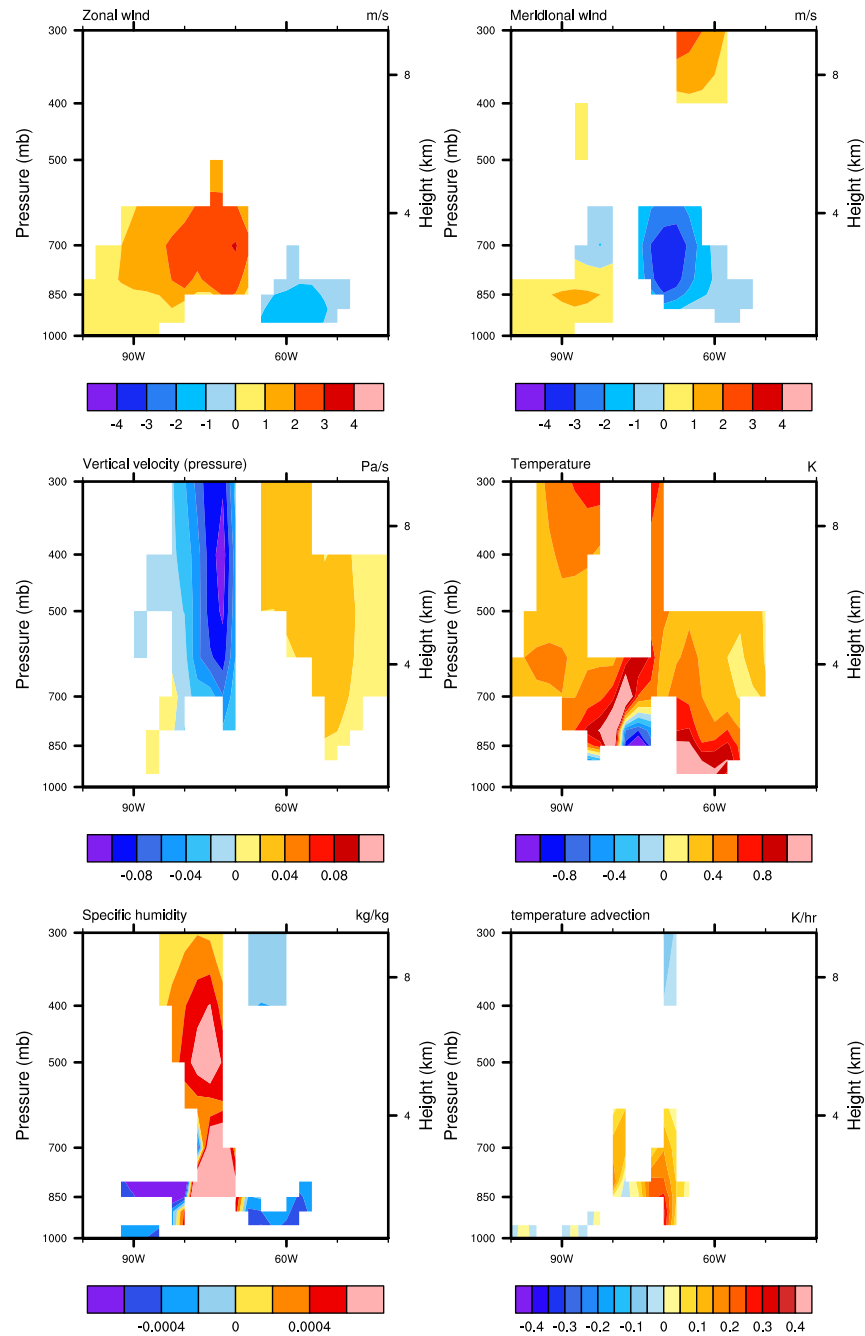 Zonal wind m/s
300
400
500
700
850
1000
Pressure (mb)
8
4
Height (km)
90W 60W
-4 -3 -2 -1 0 1 2 3 4
Meridional wind m/s
300
400
500
700
850
1000
Pressure (mb)
8
4
Height (km)
90W 60W
-4 -3 -2 -1 0 1 2 3 4
Vertical velocity (pressure) Pa/s
300
400
500
700
850
1000
Pressure (mb)
8
4
Height (km)
90W 60W
-0.08 -0.04 0 0.04 0.08
Temperature K
300
400
500
700
850
1000
Pressure (mb)
8
4
Height (km)
90W 60W
-0.8 -0.4 0 0.4 0.8
Specific humidity kg/kg
300
400
500
700
850
1000
Pressure (mb)
8
4
Height (km)
90W 60W
-0.0004 0 0.0004
temperature advection K/hr
300
400
500
700
850
1000
Pressure (mb)
8
4
Height (km)
90W 60W
-0.4 -0.3 -0.2 -0.1 0 0.1 0.2 0.3 0.4